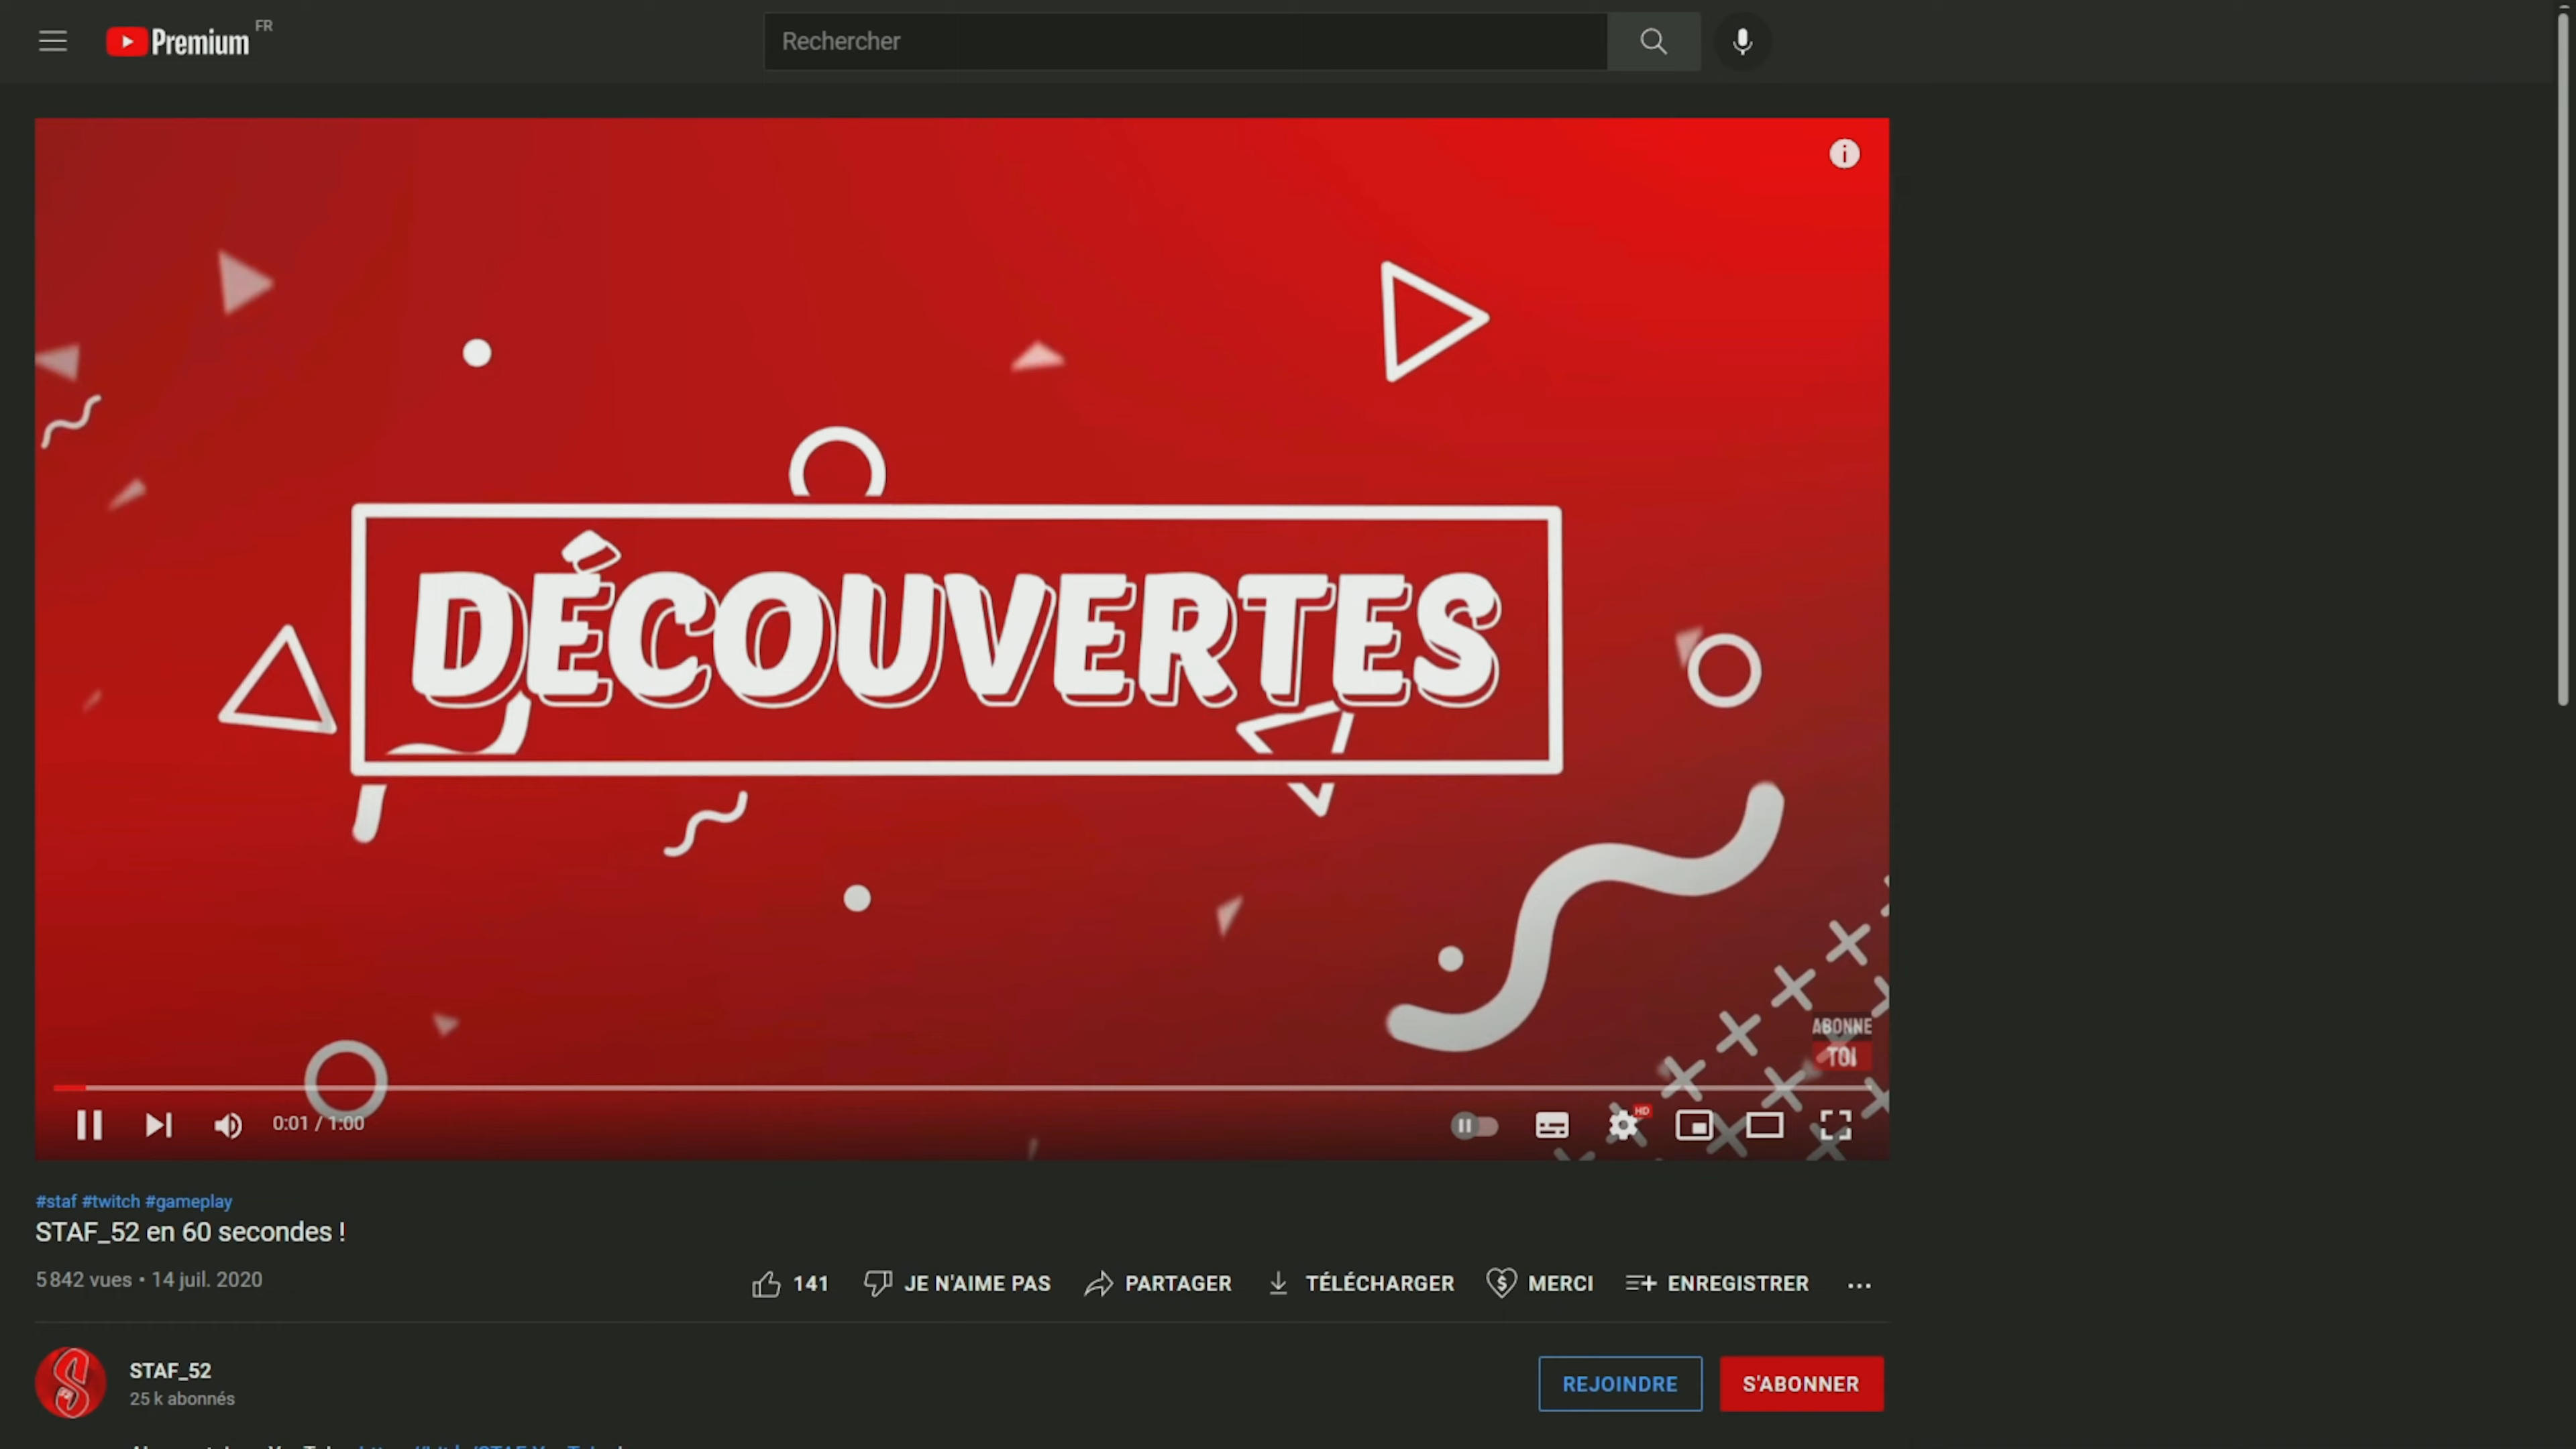 Premium FR
Rechercher
DÉCOUVERTES
ABONNE
TOI
0:01 / 1:00
HD
#staf #twitch #gameplay
STAF_52 en 60 secondes !
5 842 vues • 14 juil. 2020
141 JE N'AIME PAS PARTAGER TÉLÉCHARGER MERCI ENREGISTRER
STAF_52
25 k abonnés
REJOINDRE
S'ABONNER